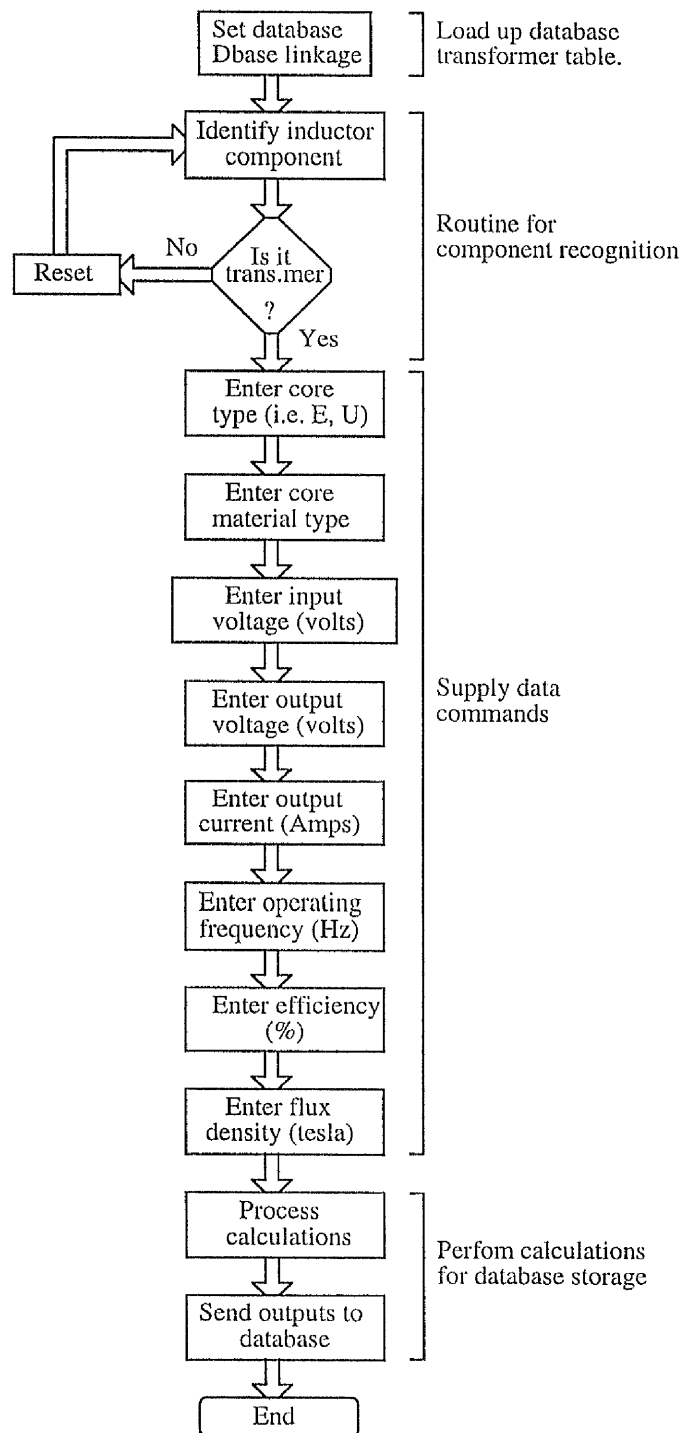 Set database
Dbase linkage
Load up database
transformer table.
Identify inductor
component
Routine for
component recognition
No
Reset
Is it
trans.mer
?
Yes
Enter core
type (i.e. E, U)
Enter core
material type
Enter input
voltage (volts)
Enter output
voltage (volts)
Supply data
commands
Enter output
current (Amps)
Enter operating
frequency (Hz)
Enter efficiency
(%)
Enter flux
density (tesla)
Process
calculations
Perfom calculations
for database storage
Send outputs to
database
End